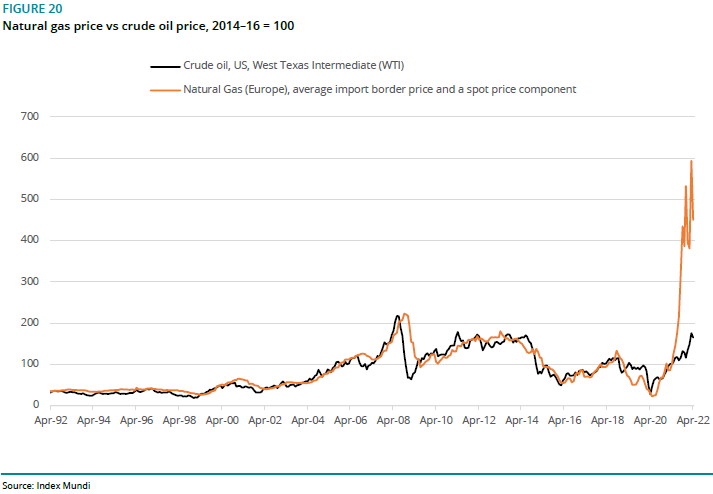 FIGURE 20
Natural gas price vs crude oil price, 2014–16 = 100
Crude oil, US, West Texas Intermediate (WTI)
Natural Gas (Europe), average import border price and a spot price component
700
600
500
400
300
200
100
0
Apr-92 Apr-94 Apr-96 Apr-98 Apr-00 Apr-02 Apr-04 Apr-06 Apr-08 Apr-10 Apr-12 Apr-14 Apr-16 Apr-18 Apr-20 Apr-22
Source: Index Mundi